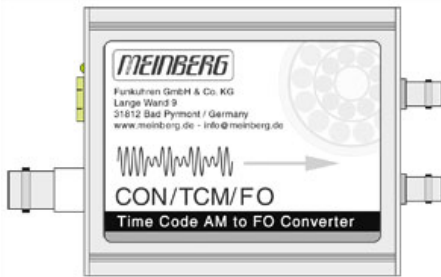 MEINBERG
Funkuhren GmbH & Co. KG
Lange Wand 9
31812 Bad Pyrmont / Germany
www.meinberg.de - info@meinberg.de
CON/TCM/FO
Time Code AM to FO Converter